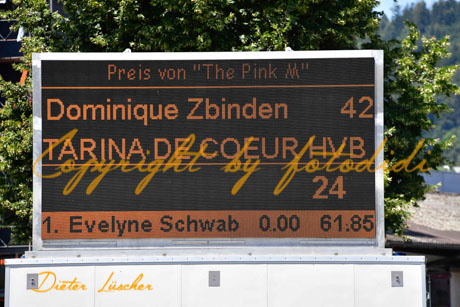 Preis von "The Pink M"
Dominique Zbinden 42
TARINA DE COEUR HVB
Copyright by fotodedi
24
1. Evelyne Schwab 0.00 61.85
Dieter Lüscher